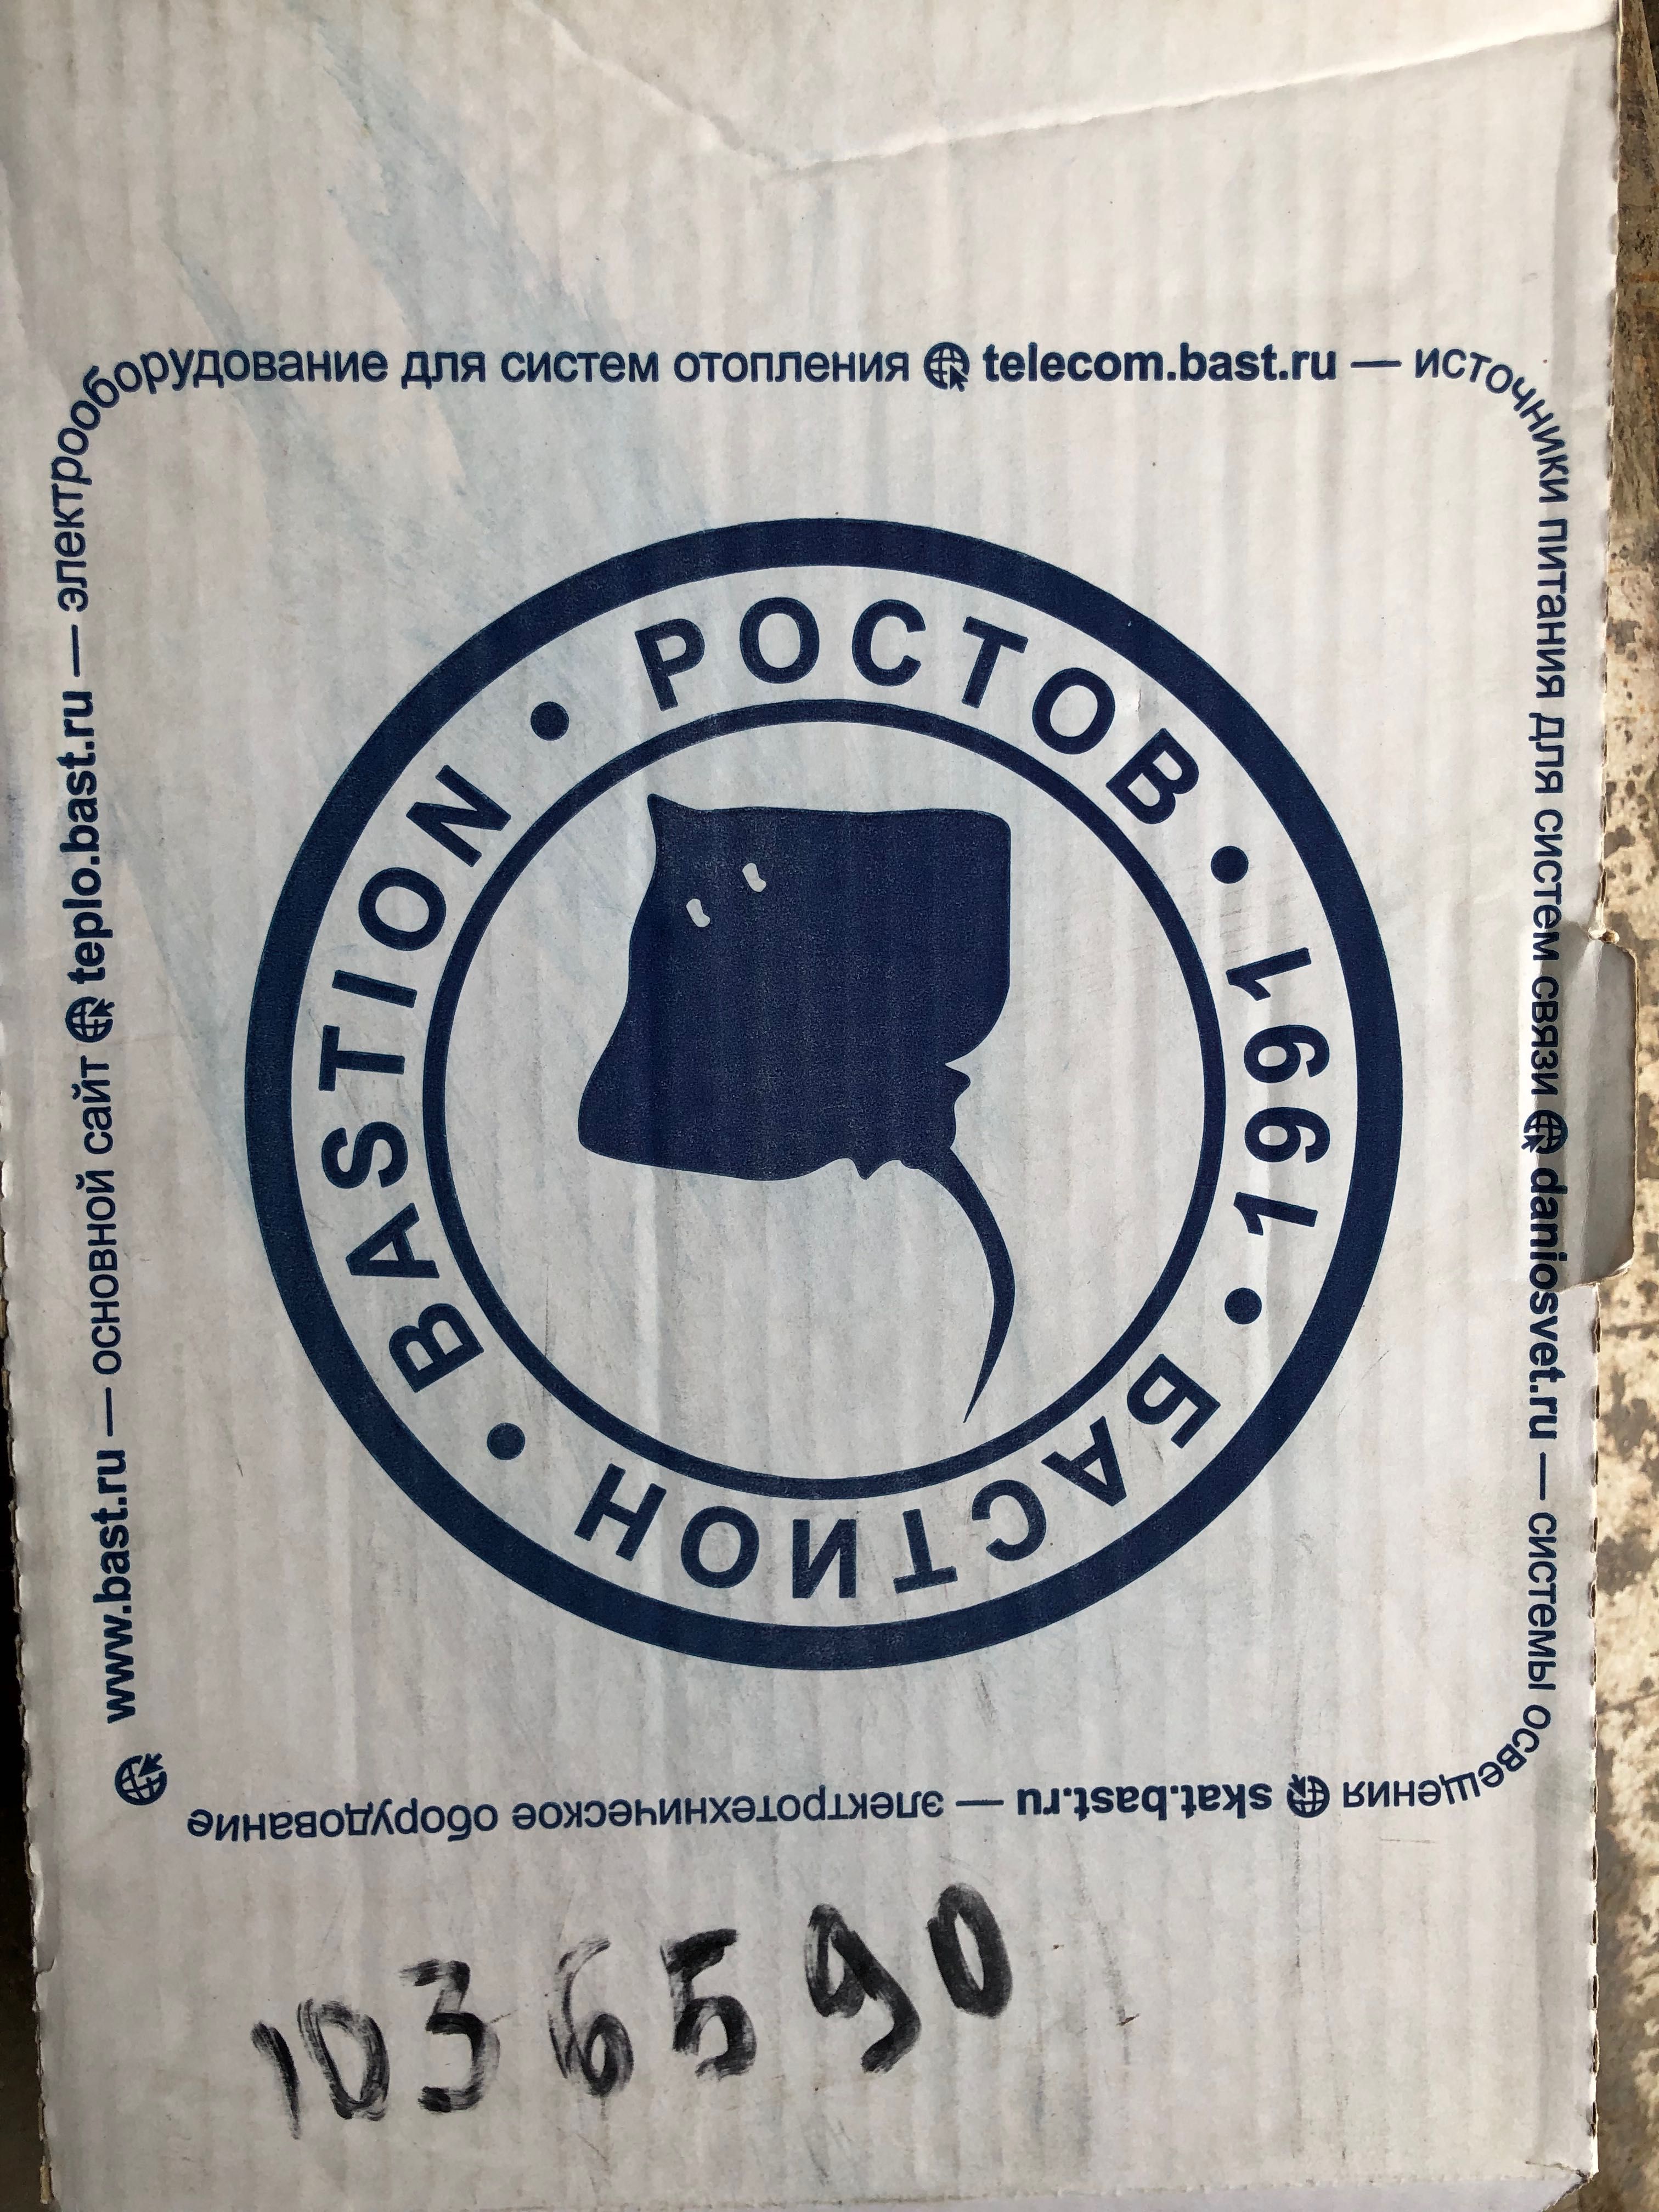 www.bast.ru — основной сайт teplo.bast.ru — электрооборудование для систем отопления telecom.bast.ru — источники питания для систем связи daniosvet.ru — системы освещения skat.bast.ru — электротехническое оборудование
BASTION • РОСТОВ • 1991 • БАСТИОН •
1036590